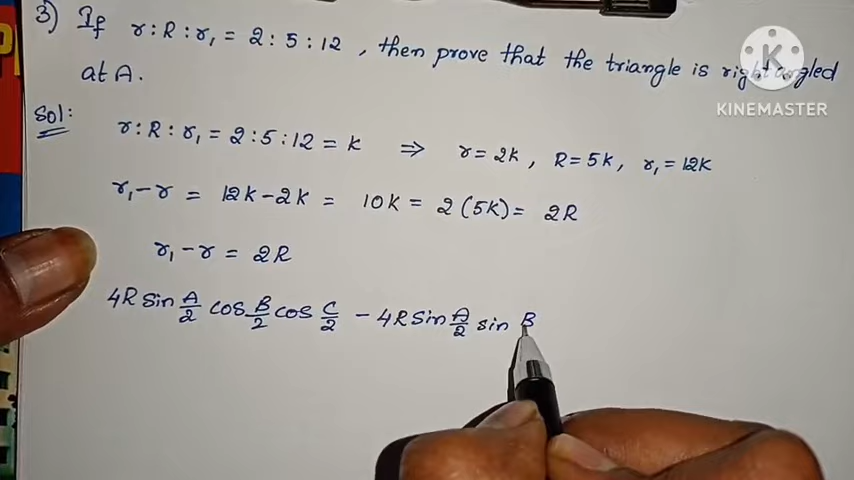 3) If r : R : r₁ = 2 : 5 : 12 , then prove that the triangle is right angled
at A.
Sol:
r : R : r₁ = 2 : 5 : 12 = K ⇒ r = 2K , R = 5K , r₁ = 12K
r₁ - r = 12K - 2K = 10K = 2 (5K) = 2R
r₁ - r = 2R
4R sin A/2 cos B/2 cos C/2 - 4R sin A/2 sin B
K
KINEMASTER